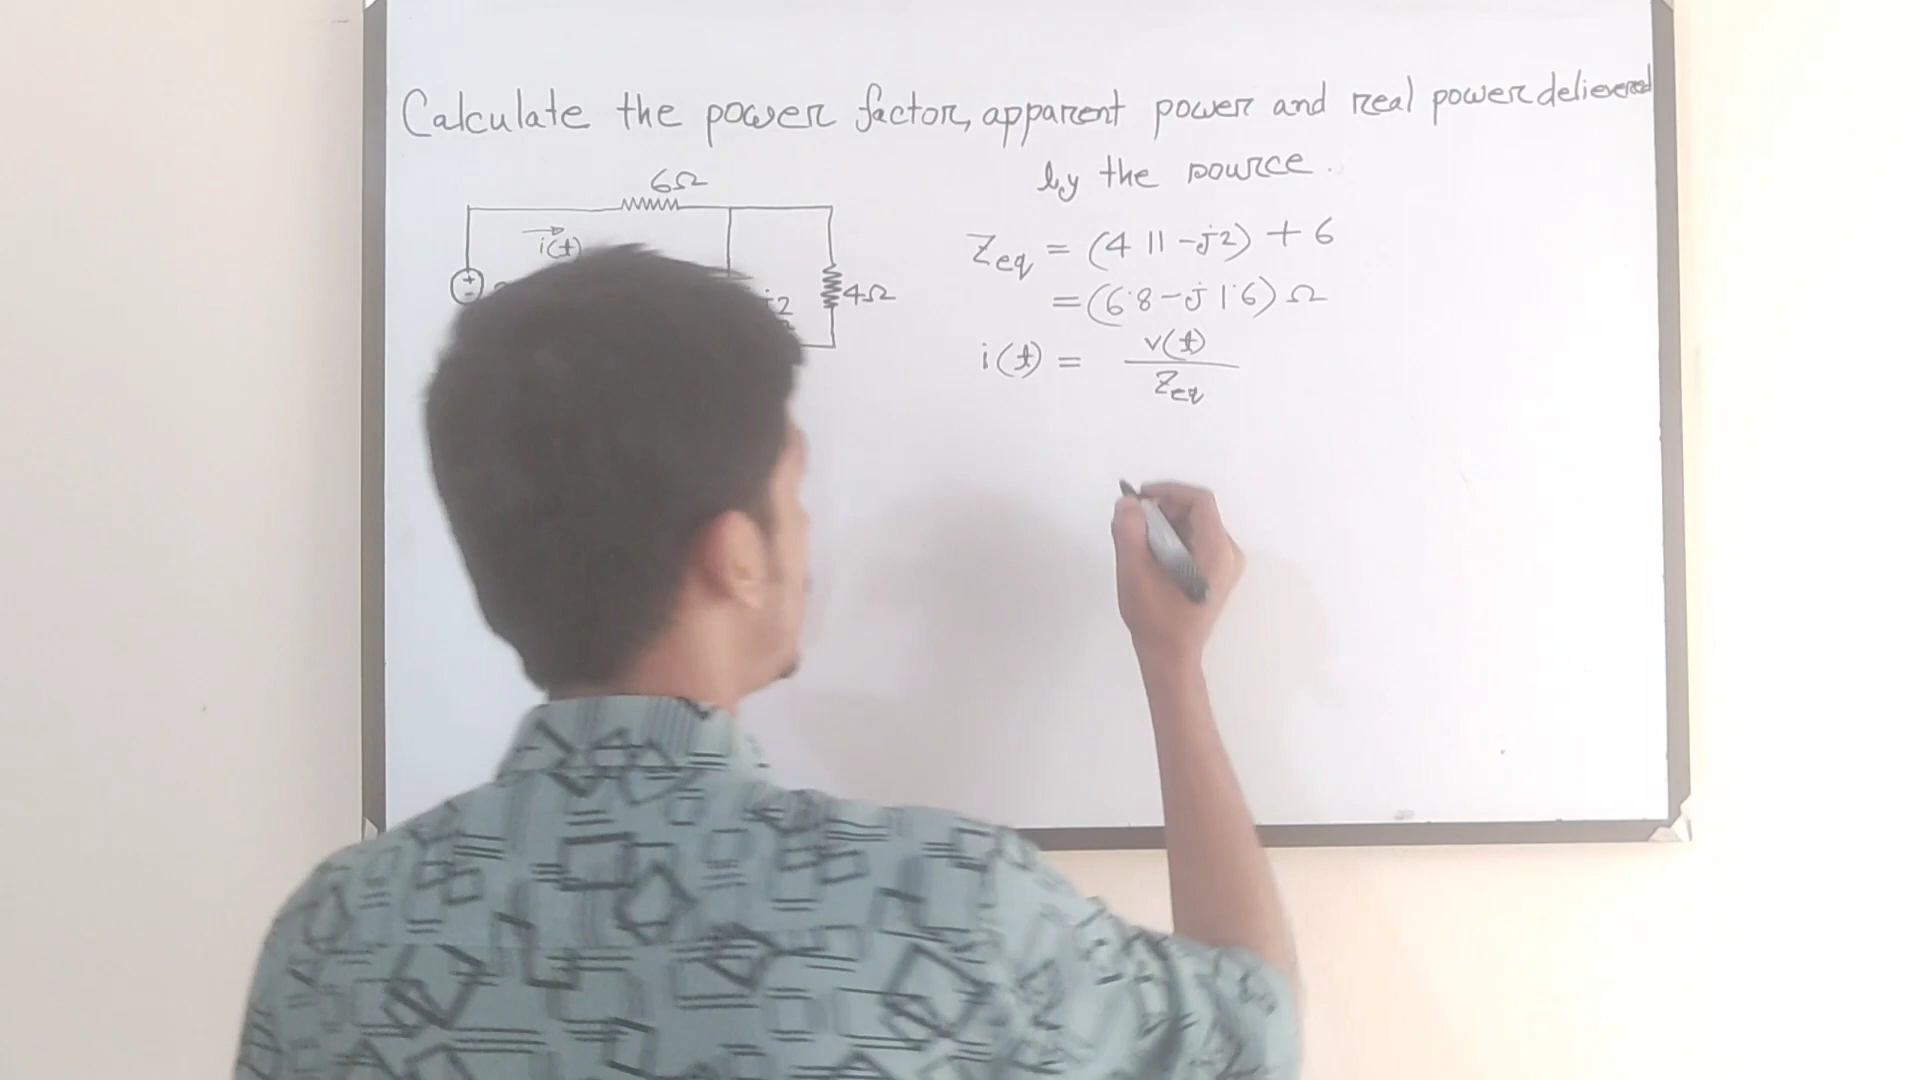 Calculate the power factor, apparent power and real power delievered
by the source.
6Ω
i(t)
+
-
4Ω
Zeq = (4 || -j2) + 6
= (6.8 - j1.6) Ω
i(t) = v(t)
Zeq